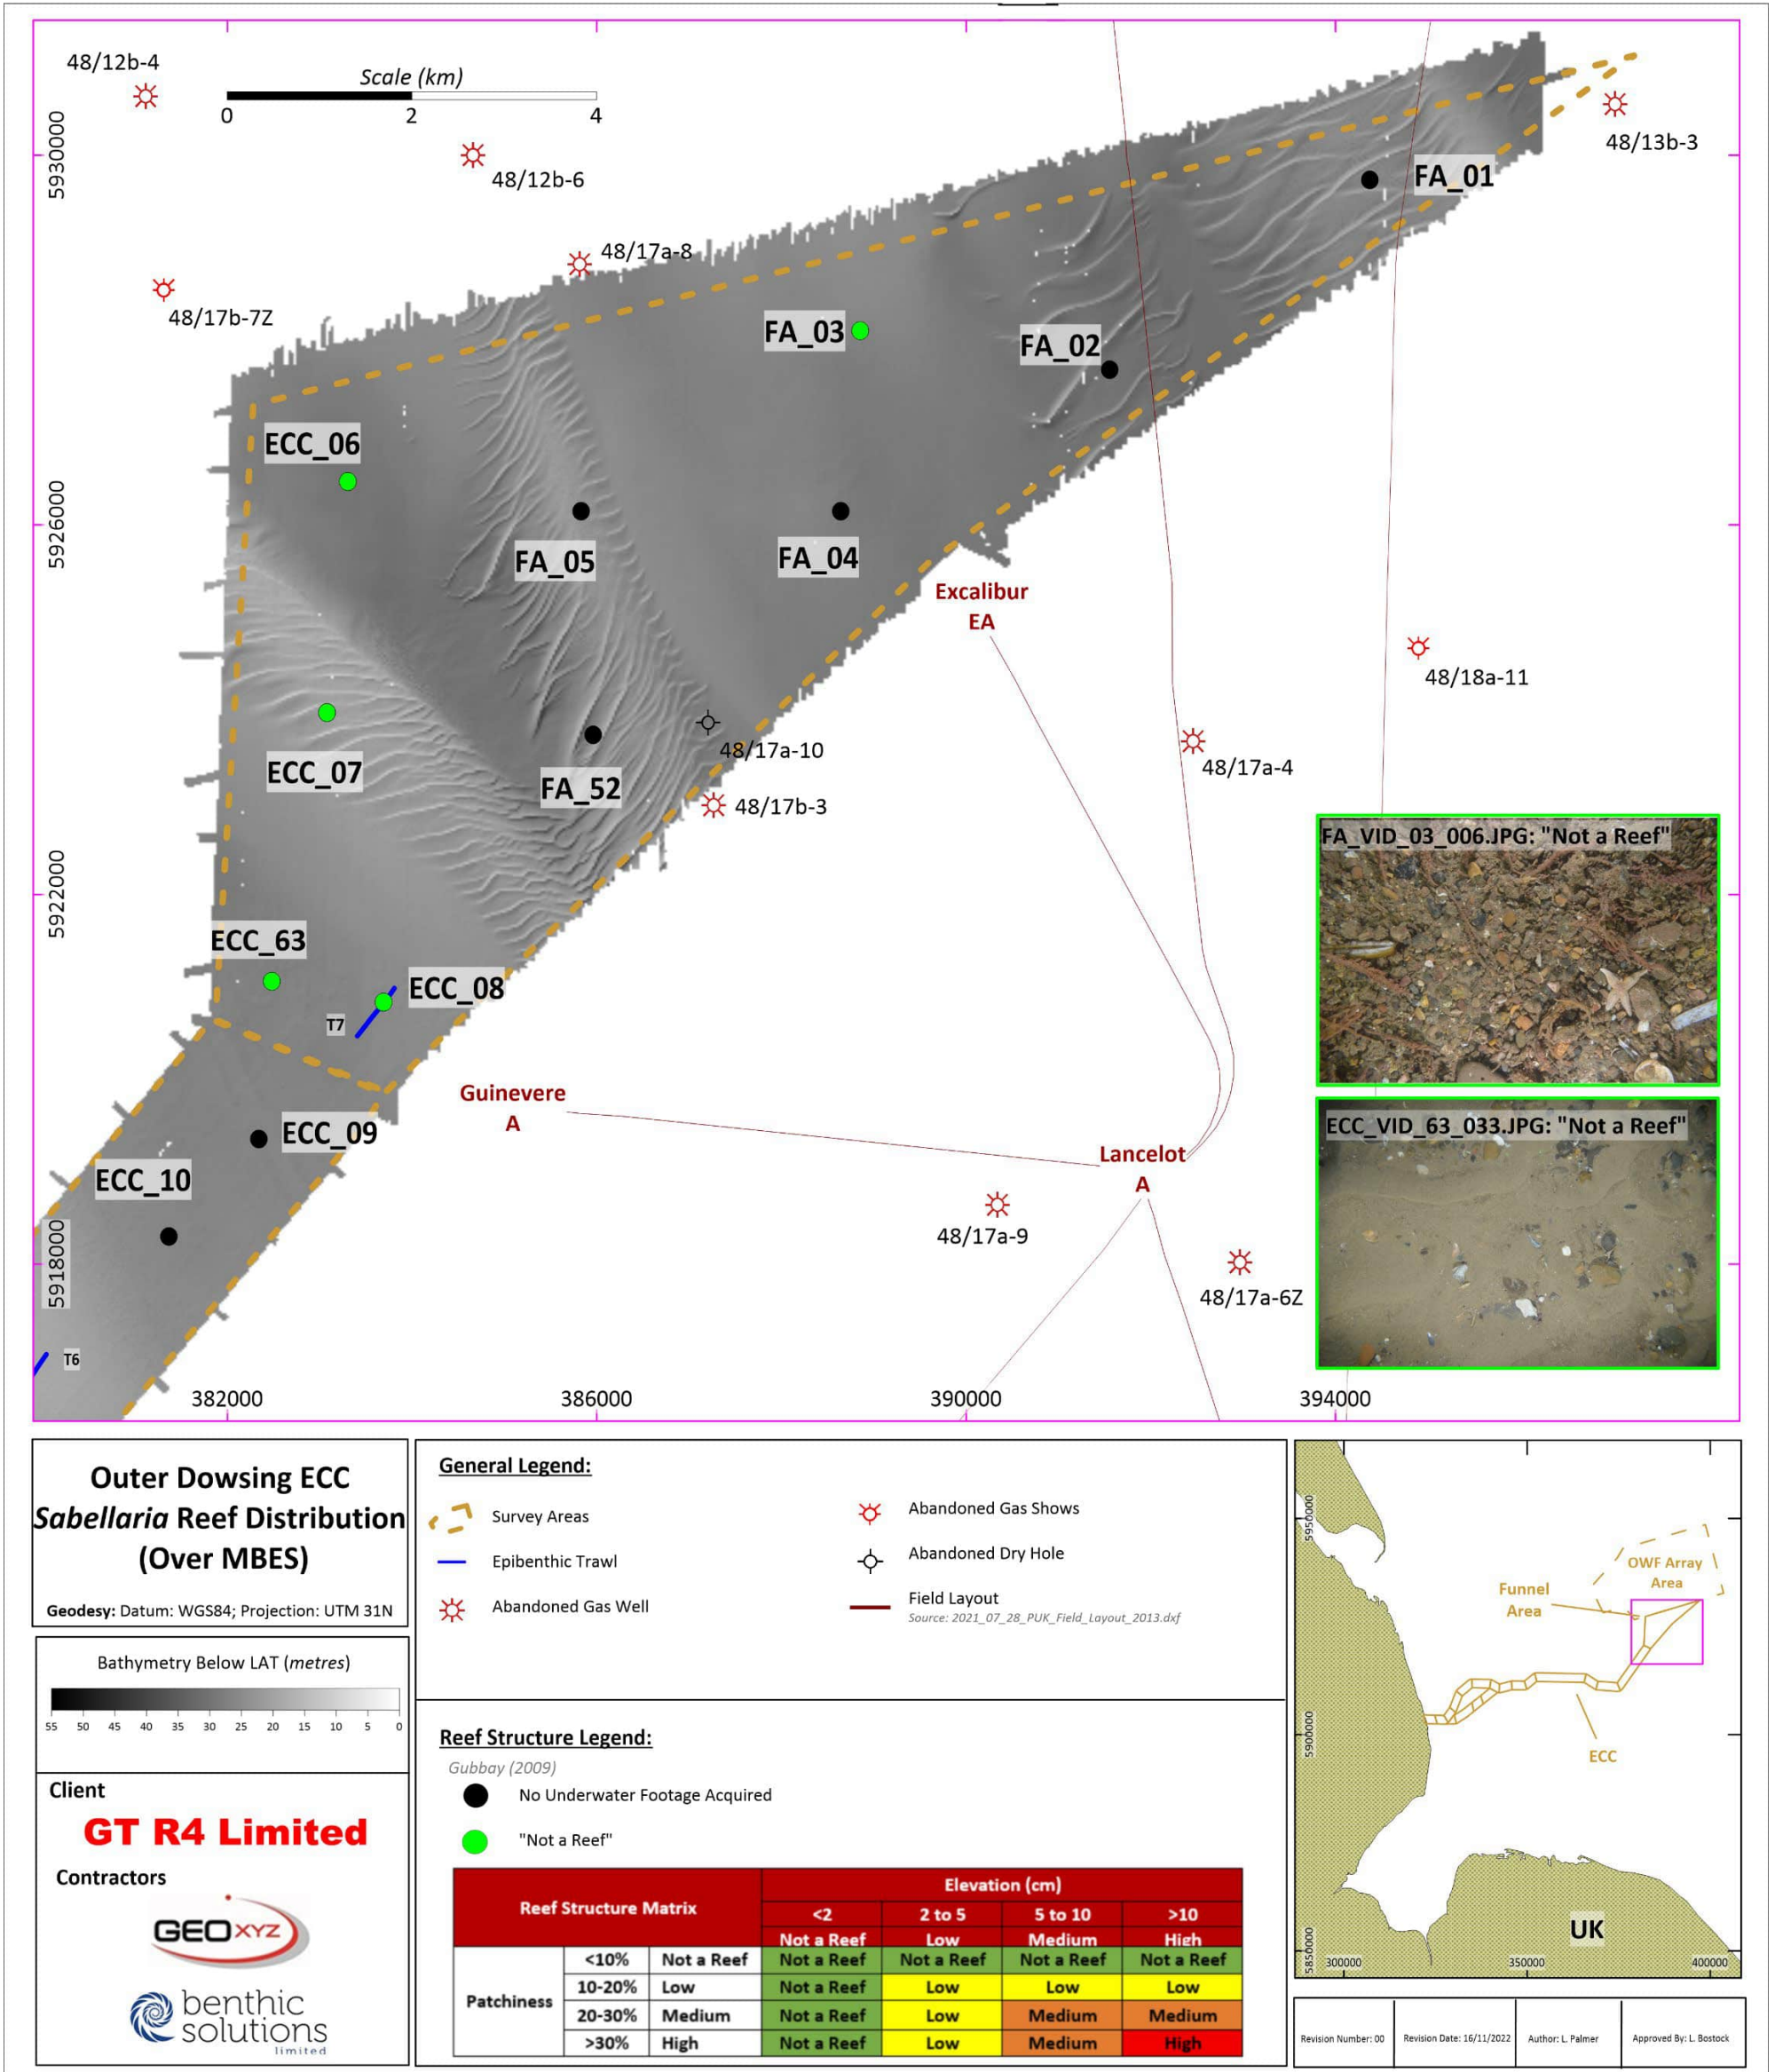 48/12b-4
Scale (km)
0 2 4
48/12b-6
48/13b-3
5930000
FA_01
48/17a-8
48/17b-7Z
FA_03
FA_02
ECC_06
5926000
FA_05
FA_04
Excalibur
EA
48/18a-11
48/17a-10
48/17a-4
ECC_07
FA_52
48/17b-3
FA_VID_03_006.JPG: "Not a Reef"
5922000
ECC_63
ECC_08
T7
Guinevere
A
ECC_VID_63_033.JPG: "Not a Reef"
ECC_09
Lancelot
A
ECC_10
48/17a-9
5918000
48/17a-6Z
T6
382000 386000 390000 394000
Outer Dowsing ECC
Sabellaria Reef Distribution
(Over MBES)
Geodesy: Datum: WGS84; Projection: UTM 31N
Bathymetry Below LAT (metres)
55 50 45 40 35 30 25 20 15 10 5 0
Client
GT R4 Limited
Contractors
GEOXYZ
benthic
solutions
limited
General Legend:
Survey Areas
Epibenthic Trawl
Abandoned Gas Well
Abandoned Gas Shows
Abandoned Dry Hole
Field Layout
Source: 2021_07_28_PUK_Field_Layout_2013.dxf
Reef Structure Legend:
Gubbay (2009)
No Underwater Footage Acquired
"Not a Reef"
Reef Structure Matrix
Elevation (cm)
<2 2 to 5 5 to 10 >10
Not a Reef Low Medium High
Patchiness
<10% Not a Reef Not a Reef Not a Reef Not a Reef Not a Reef
10-20% Low Not a Reef Low Low Low
20-30% Medium Not a Reef Low Medium Medium
>30% High Not a Reef Low Medium High
5950000
OWF Array
Area
Funnel
Area
5900000
ECC
UK
5850000
300000 350000 400000
Revision Number: 00
Revision Date: 16/11/2022
Author: L. Palmer
Approved By: L. Bostock